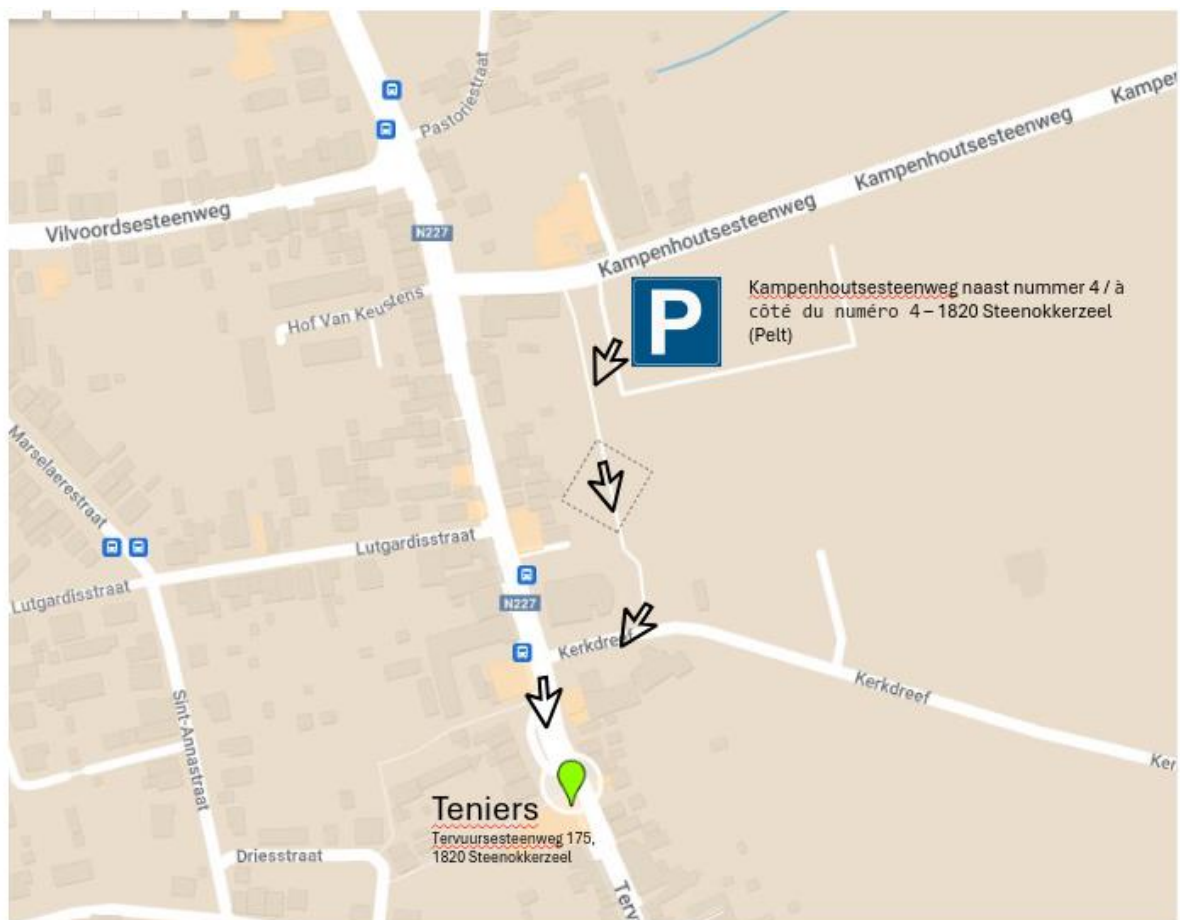 Pastoriestraat
Kamper
Kampenhoutsesteenweg
Kampenhoutsesteenweg
Vilvoordsesteenweg
N227
P
Kampenhoutsesteenweg naast nummer 4 / à
côté du numéro 4 – 1820 Steenokkerzeel
(Pelt)
Hof Van Keustens
Marselaerestraat
Lutgardisstraat
Lutgardisstraat
N227
Kerkdreef
Kerkdreef
Ker
Sint-Annastraat
Teniers
Tervuursesteenweg 175,
1820 Steenokkerzeel
Driesstraat
Terv